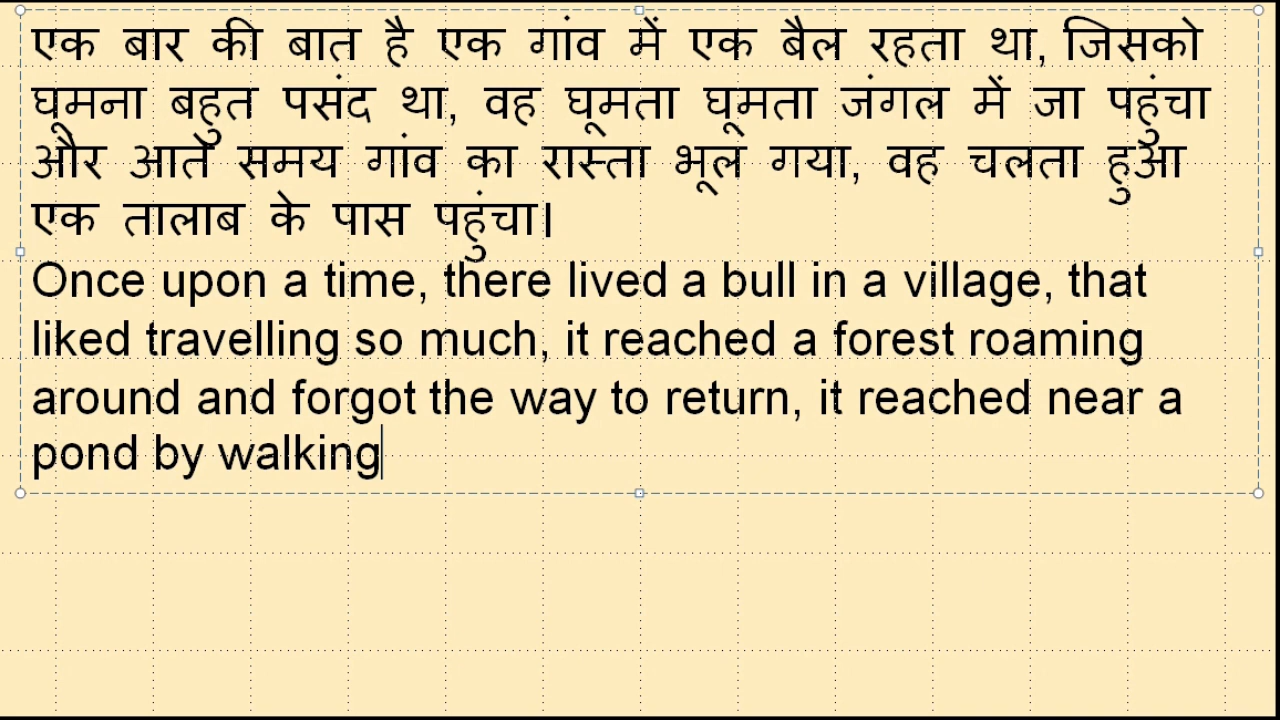 एक बार की बात है एक गांव में एक बैल रहता था, जिसको
घूमना बहुत पसंद था, वह घूमता घूमता जंगल में जा पहुंचा
और आते समय गांव का रास्ता भूल गया, वह चलता हुआ
एक तालाब के पास पहुंचा।
Once upon a time, there lived a bull in a village, that
liked travelling so much, it reached a forest roaming
around and forgot the way to return, it reached near a
pond by walking